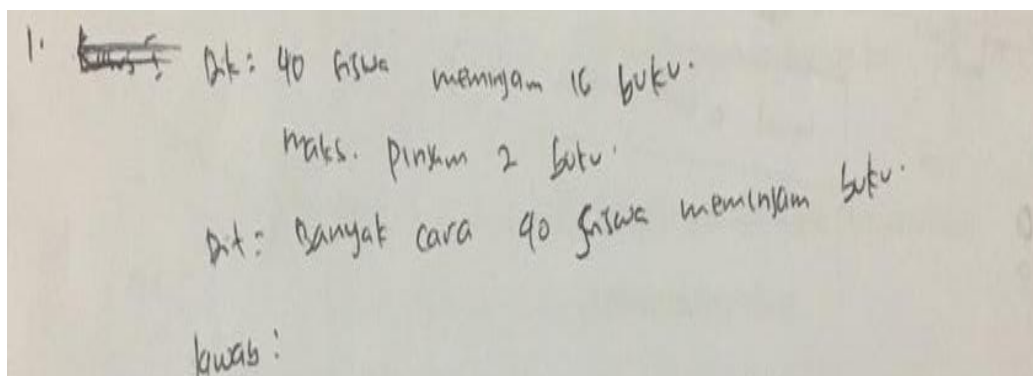 1. Dik: 40 siswa meminjam 16 buku.
maks. pinjam 2 buku.
Dit: Banyak cara 40 siswa meminjam buku.
Jawab: